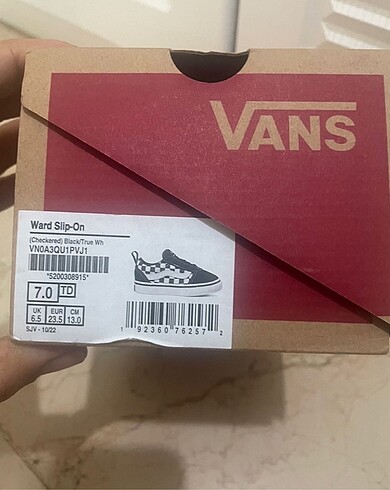 VANS
Ward Slip-On
(Checkered) Black/True Wh
VN0A3QU1PVJ1
*5200308915*
7.0 TD
UK EUR CM
6.5 23.5 13.0
SJV - 10/22
1 92360 76257 2